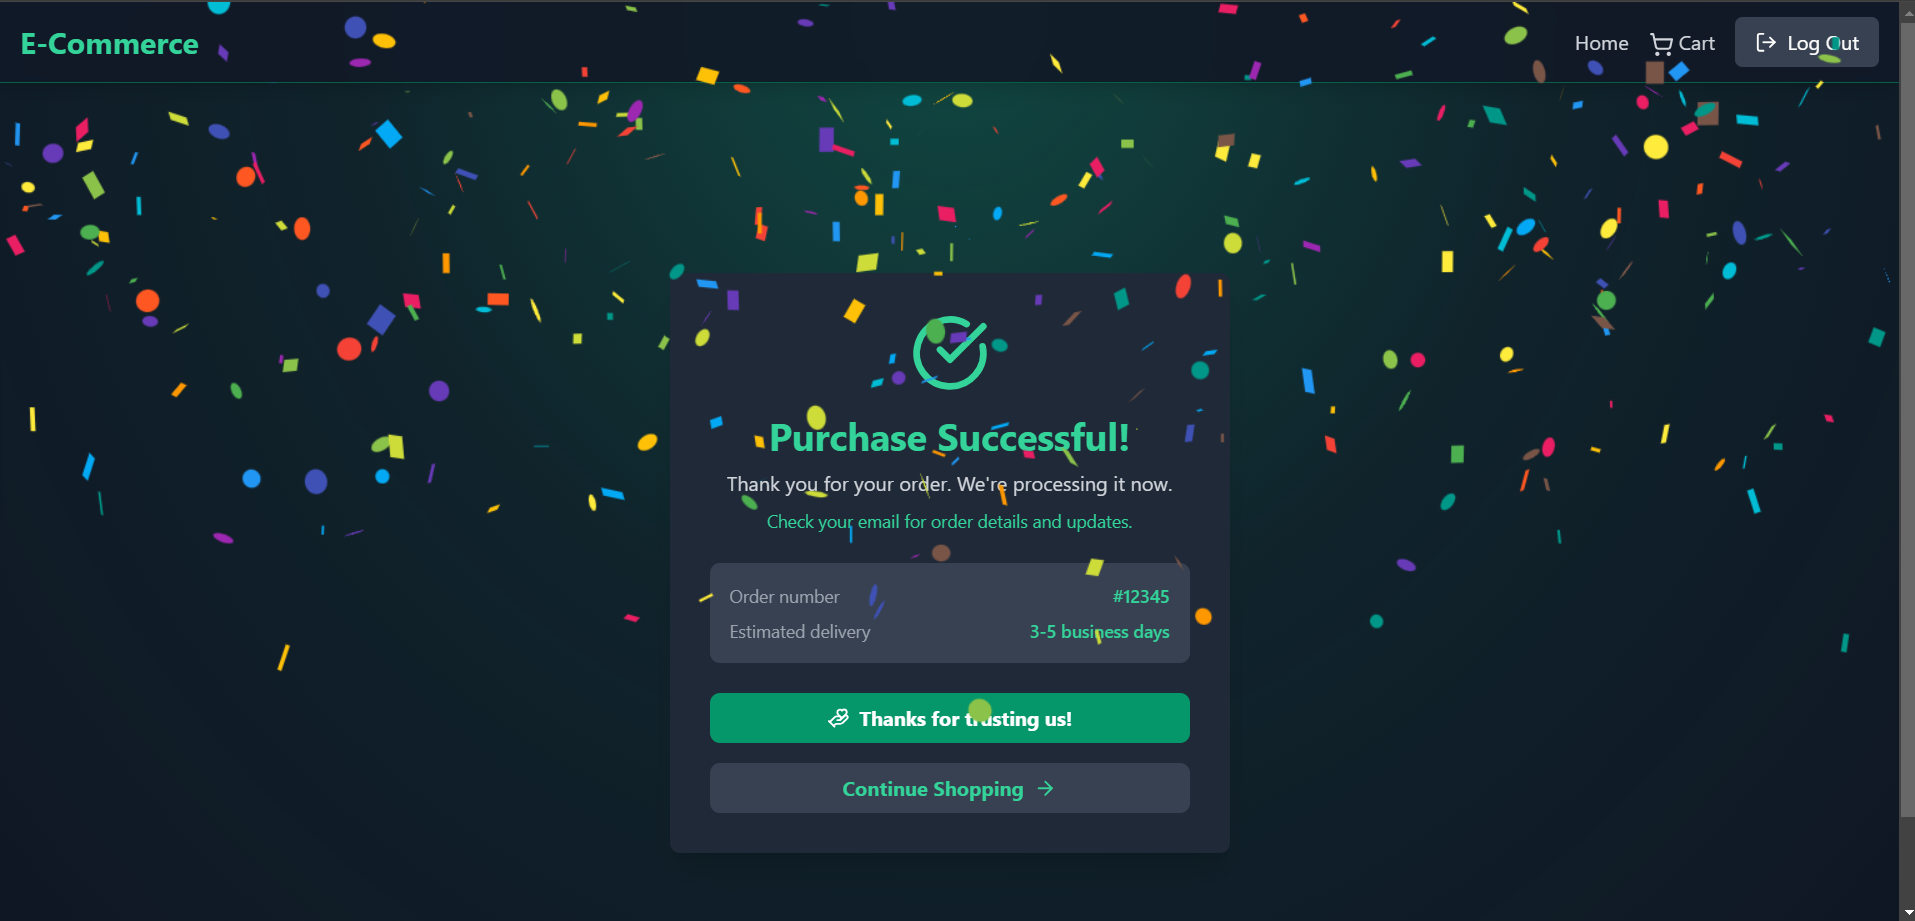 E-Commerce
Home Cart Log Out
Purchase Successful!
Thank you for your order. We're processing it now.
Check your email for order details and updates.
Order number #12345
Estimated delivery 3-5 business days
Thanks for trusting us!
Continue Shopping